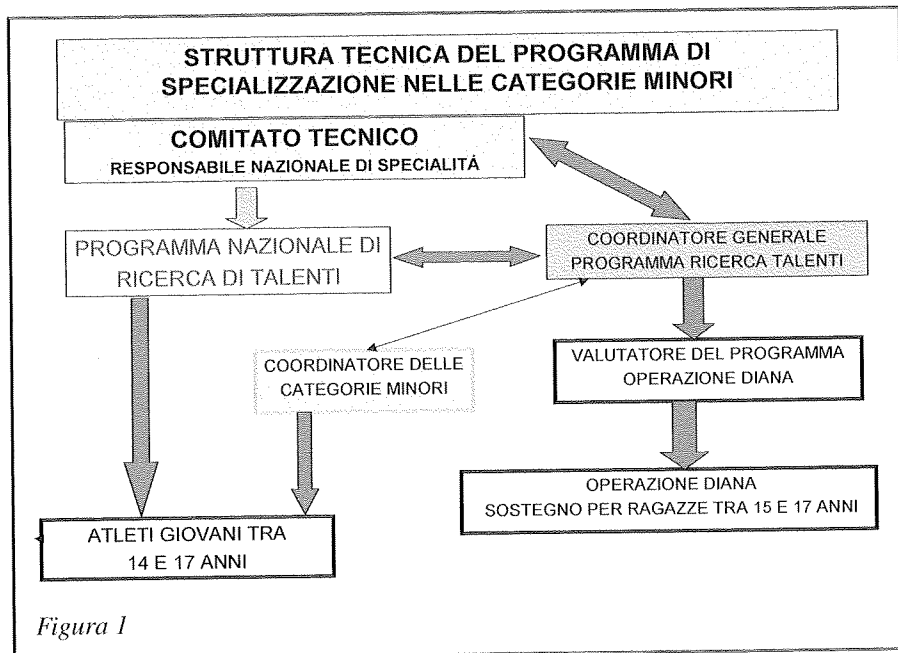 STRUTTURA TECNICA DEL PROGRAMMA DI
SPECIALIZZAZIONE NELLE CATEGORIE MINORI
COMITATO TECNICO
RESPONSABILE NAZIONALE DI SPECIALITÁ
PROGRAMMA NAZIONALE DI
RICERCA DI TALENTI
COORDINATORE GENERALE
PROGRAMMA RICERCA TALENTI
COORDINATORE DELLE
CATEGORIE MINORI
VALUTATORE DEL PROGRAMMA
OPERAZIONE DIANA
ATLETI GIOVANI TRA
14 E 17 ANNI
OPERAZIONE DIANA
SOSTEGNO PER RAGAZZE TRA 15 E 17 ANNI
Figura 1